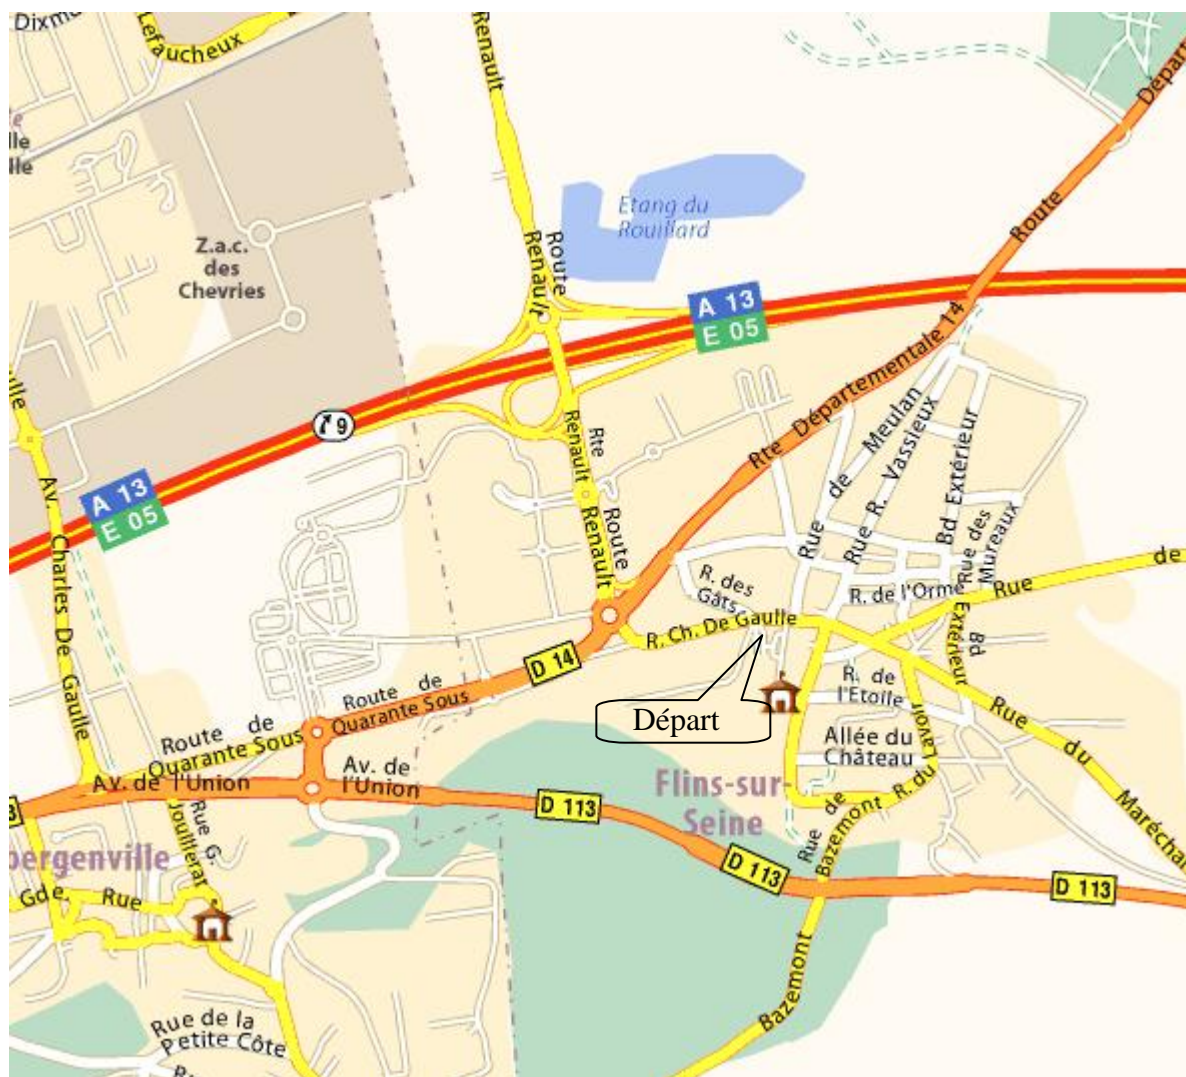 Lefaucheux
Renault
Départ
lle
lle
Etang du
Rouillard
Route
Z.a.c.
des
Chevries
Route
Renault
A 13
E 05
Rte Départementale 14
9
Av. Charles De Gaulle
A 13
E 05
Rte
Renault
Route
Renault
Rue de Meulan
Rue R. Vassieux
Bd Extérieur
Rue des
Mureaux
R. des
Gâts
R. de l'Orme
Rue
de
R. Ch. De Gaulle
Bd
Extérieur
D 14
Route de
Quarante Sous
Route de
Quarante Sous
Départ
R. de
l'Etoile
Rue du Maréchal
Allée du
Château
R. du Lavoir
Av. de l'Union
Av. de
l'Union
D 113
Flins-sur-
Seine
Rue de
Bazemont
Rue G.
Jouillerat
bergenville
D 113
D 113
Gde. Rue
Bazemont
Rue de la
Petite Côte